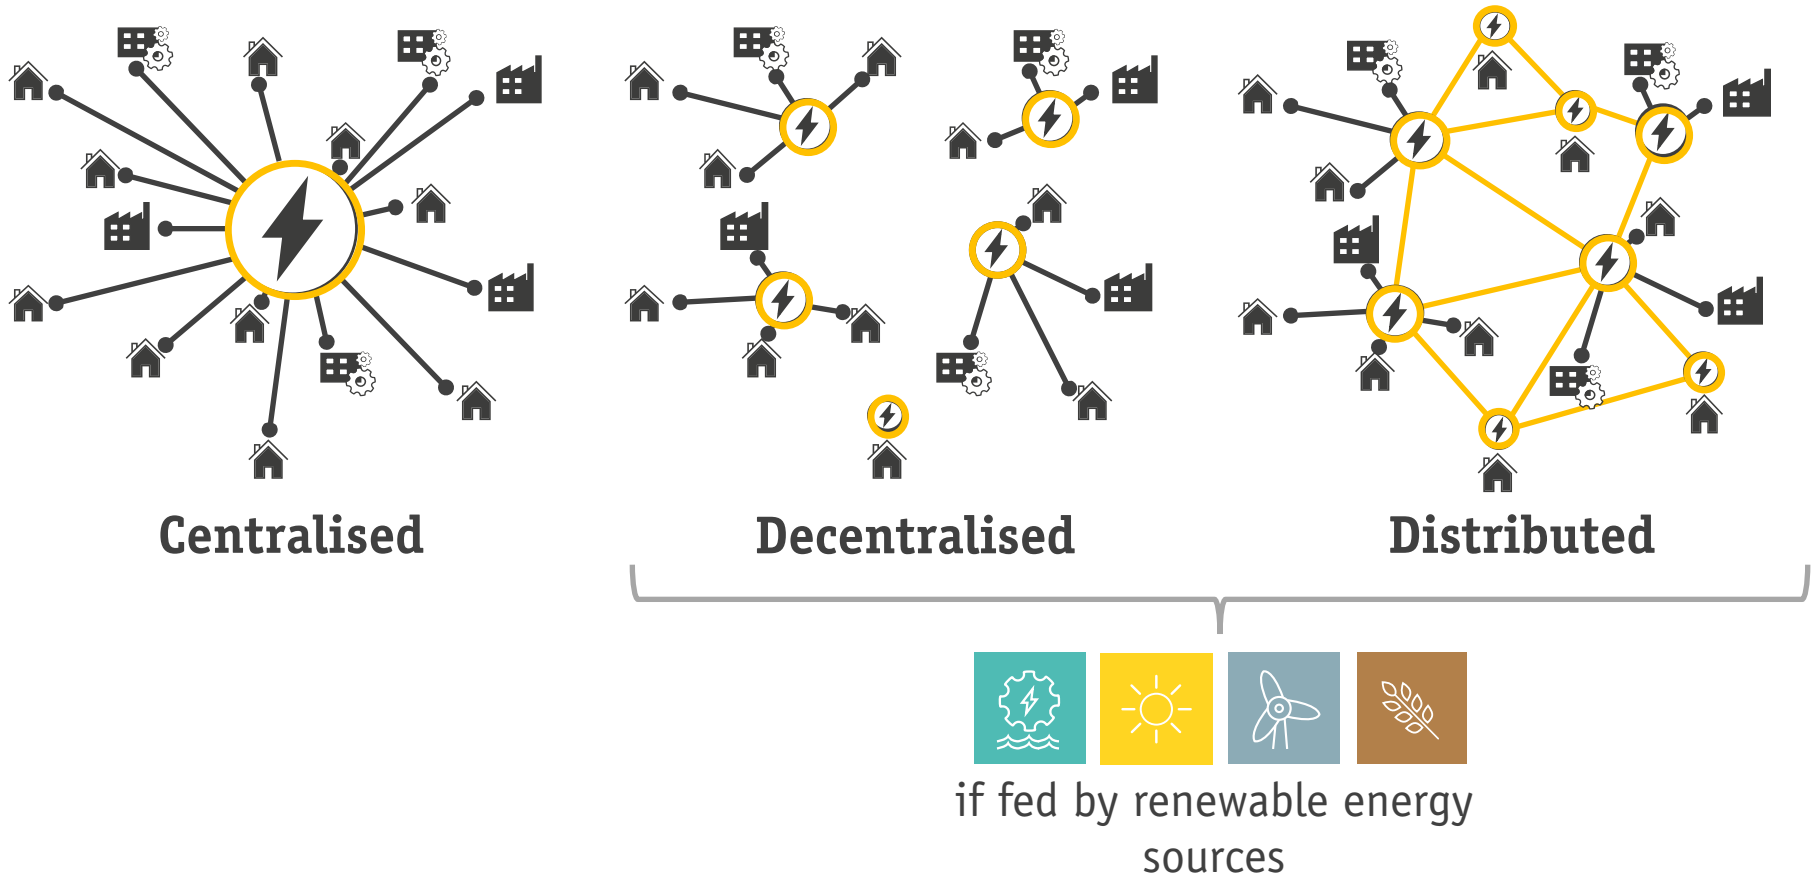 Centralised
Decentralised
Distributed
if fed by renewable energy
sources